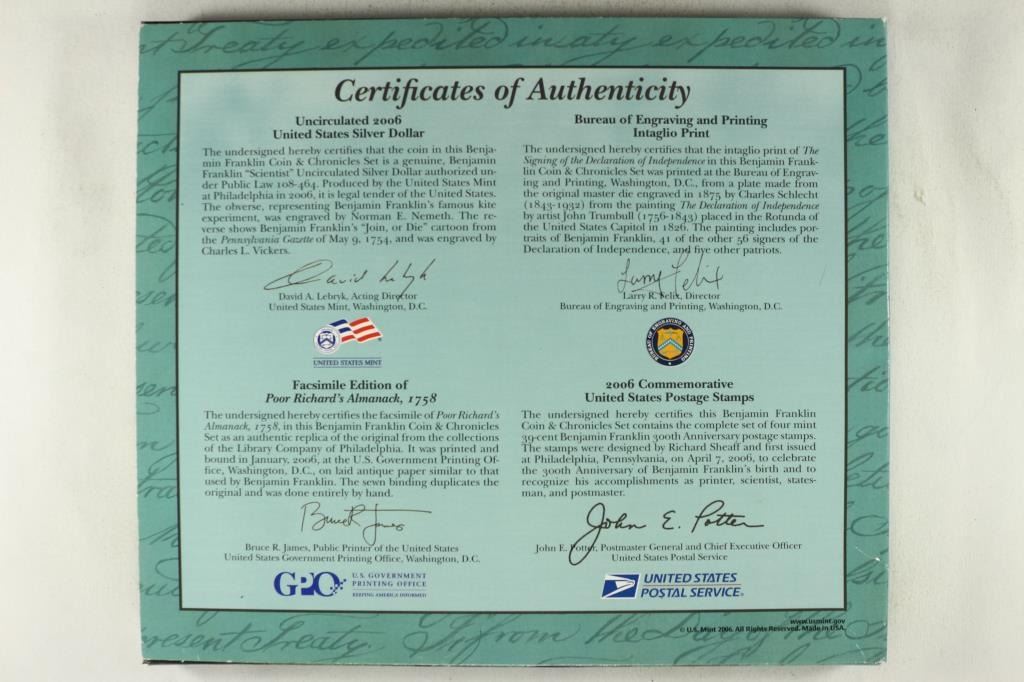 nt Treaty expedited in
aty expedited in
Certificates of Authenticity
Uncirculated 2006
United States Silver Dollar
The undersigned hereby certifies that the coin in this Benja-
min Franklin Coin & Chronicles Set is a genuine, Benjamin
Franklin “Scientist” Uncirculated Silver Dollar authorized un-
der Public Law 108-464. Produced by the United States Mint
at Philadelphia in 2006, it is legal tender of the United States.
The obverse, representing Benjamin Franklin’s famous kite
experiment, was engraved by Norman E. Nemeth. The re-
verse shows Benjamin Franklin’s “Join, or Die” cartoon from
the Pennsylvania Gazette of May 9, 1754, and was engraved by
Charles L. Vickers.
David Lebryk
David A. Lebryk, Acting Director
United States Mint, Washington, D.C.
UNITED STATES MINT
Bureau of Engraving and Printing
Intaglio Print
The undersigned hereby certifies that the intaglio print of The
Signing of the Declaration of Independence in this Benjamin Frank-
lin Coin & Chronicles Set was printed at the Bureau of Engrav-
ing and Printing, Washington, D.C., from a plate made from
the original master die engraved in 1875 by Charles Schlecht
(1843-1932) from the painting The Declaration of Independence
by artist John Trumbull (1756-1843) placed in the Rotunda of
the United States Capitol in 1826. The painting includes por-
traits of Benjamin Franklin, 41 of the other 56 signers of the
Declaration of Independence, and five other patriots.
Larry Felix
Larry R. Felix, Director
Bureau of Engraving and Printing, Washington, D.C.
BUREAU OF ENGRAVING AND PRINTING
Facsimile Edition of
Poor Richard’s Almanack, 1758
The undersigned hereby certifies the facsimile of Poor Richard’s
Almanack, 1758, in this Benjamin Franklin Coin & Chronicles
Set as an authentic replica of the original from the collections
of the Library Company of Philadelphia. It was printed and
bound in January, 2006, at the U.S. Government Printing Of-
fice, Washington, D.C., on laid antique paper similar to that
used by Benjamin Franklin. The sewn binding duplicates the
original and was done entirely by hand.
Bruce R James
Bruce R. James, Public Printer of the United States
United States Government Printing Office, Washington, D.C.
GPO
U.S. GOVERNMENT
PRINTING OFFICE
KEEPING AMERICA INFORMED
2006 Commemorative
United States Postage Stamps
The undersigned hereby certifies this Benjamin Franklin
Coin & Chronicles Set contains the complete set of four mint
39-cent Benjamin Franklin 300th Anniversary postage stamps.
The stamps were designed by Richard Sheaff and first issued
at Philadelphia, Pennsylvania, on April 7, 2006, to celebrate
the 300th Anniversary of Benjamin Franklin’s birth and to
recognize his accomplishments as printer, scientist, states-
man, and postmaster.
John E. Potter
John E. Potter, Postmaster General and Chief Executive Officer
United States Postal Service
UNITED STATES
POSTAL SERVICE®
www.usmint.gov
© U.S. Mint 2006. All Rights Reserved. Made in USA.
resent Treaty.